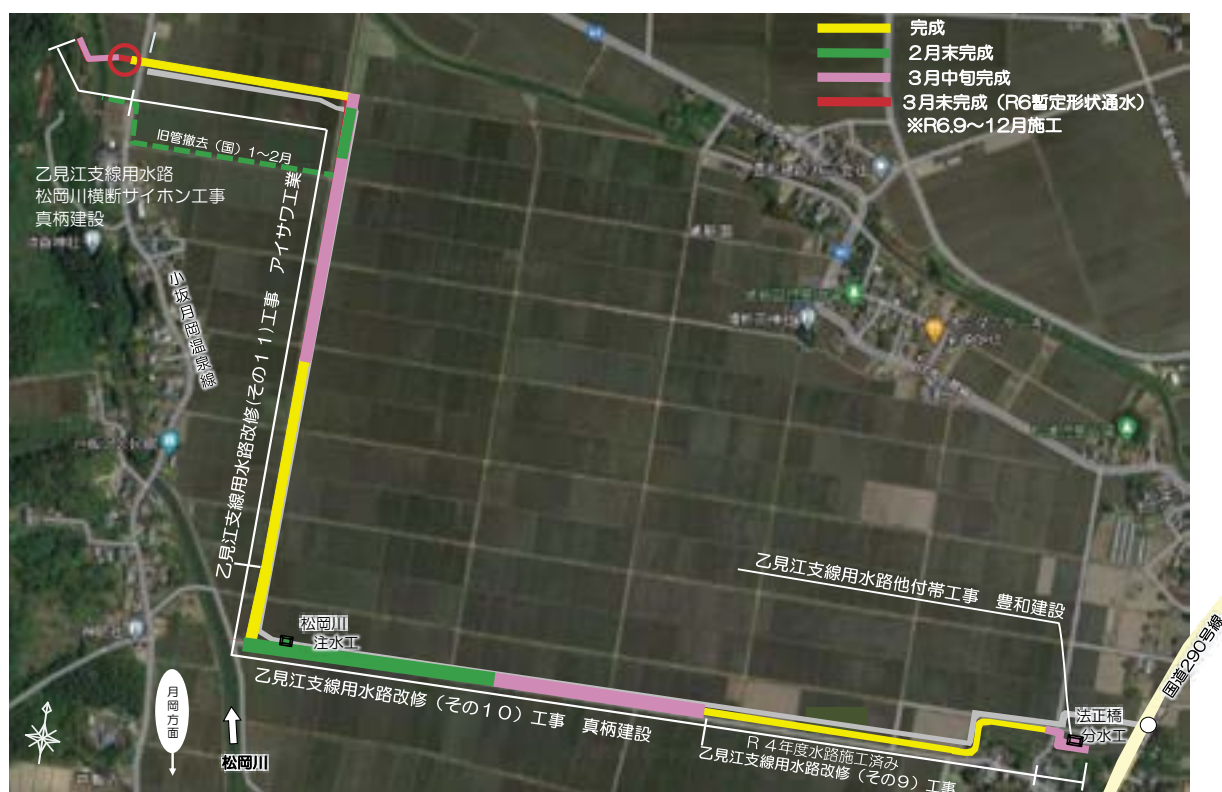 完成
２月末完成
３月中旬完成
３月末完成（R6暫定形状通水）
※R6.9〜12月施工
旧管撤去（国）1〜2月
乙見江支線用水路
松岡川横断サイホン工事
真柄建設
小坂月岡温泉線
乙見江支線用水路改修(その１１)工事　アイサワ工業
松岡川
注水工
乙見江支線用水路改修（その１０）工事　真柄建設
乙見江支線用水路他付帯工事　豊和建設
国道290号線
法正橋
分水工
Ｒ４年度水路施工済み
乙見江支線用水路改修（その９）工事
月岡方面
松岡川